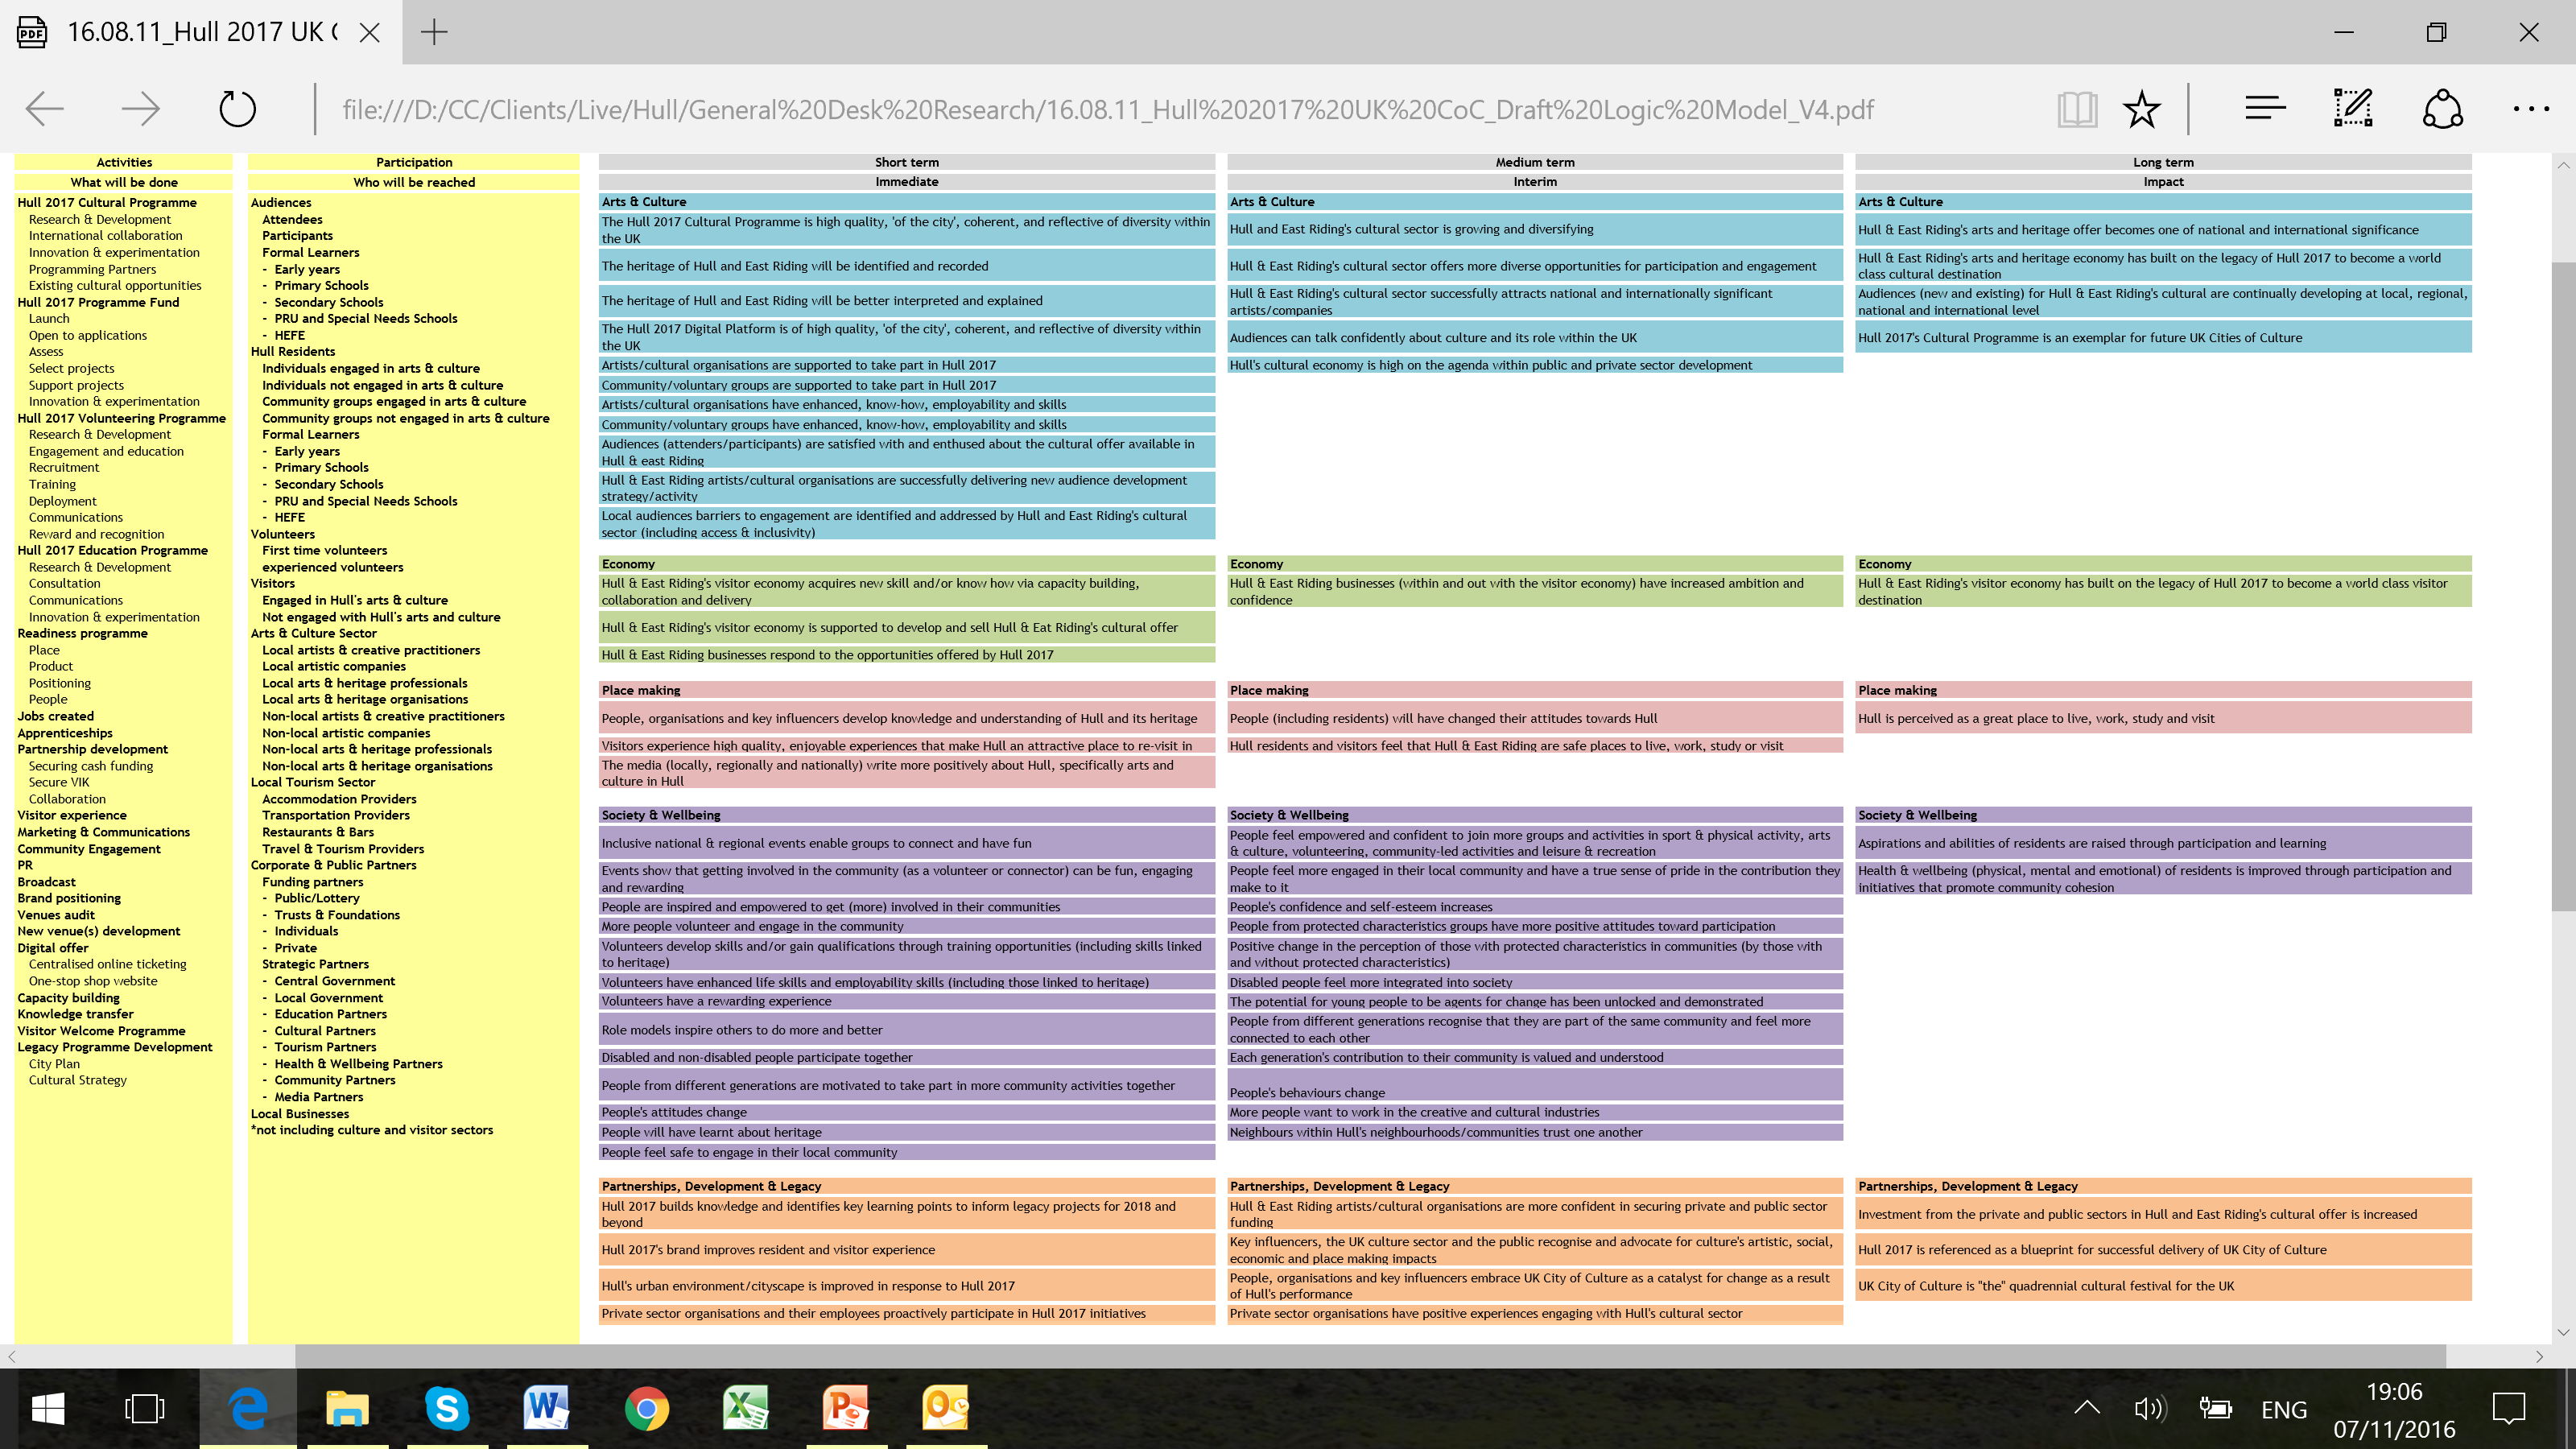 16.08.11_Hull 2017 UK C
file:///D:/CC/Clients/Live/Hull/General%20Desk%20Research/16.08.11_Hull%202017%20UK%20CoC_Draft%20Logic%20Model_V4.pdf
Activities
What will be done
Hull 2017 Cultural Programme
Research & Development
International collaboration
Innovation & experimentation
Programming Partners
Existing cultural opportunities
Hull 2017 Programme Fund
Launch
Open to applications
Assess
Select projects
Support projects
Innovation & experimentation
Hull 2017 Volunteering Programme
Research & Development
Engagement and education
Recruitment
Training
Deployment
Communications
Reward and recognition
Hull 2017 Education Programme
Research & Development
Consultation
Communications
Innovation & experimentation
Readiness programme
Place
Product
Positioning
People
Jobs created
Apprenticeships
Partnership development
Securing cash funding
Secure VIK
Collaboration
Visitor experience
Marketing & Communications
Community Engagement
PR
Broadcast
Brand positioning
Venues audit
New venue(s) development
Digital offer
Centralised online ticketing
One-stop shop website
Capacity building
Knowledge transfer
Visitor Welcome Programme
Legacy Programme Development
City Plan
Cultural Strategy
Participation
Who will be reached
Audiences
Attendees
Participants
Formal Learners
- Early years
- Primary Schools
- Secondary Schools
- PRU and Special Needs Schools
- HEFE
Hull Residents
Individuals engaged in arts & culture
Individuals not engaged in arts & culture
Community groups engaged in arts & culture
Community groups not engaged in arts & culture
Formal Learners
- Early years
- Primary Schools
- Secondary Schools
- PRU and Special Needs Schools
- HEFE
Volunteers
First time volunteers
experienced volunteers
Visitors
Engaged in Hull's arts & culture
Not engaged with Hull's arts and culture
Arts & Culture Sector
Local artists & creative practitioners
Local artistic companies
Local arts & heritage professionals
Local arts & heritage organisations
Non-local artists & creative practitioners
Non-local artistic companies
Non-local arts & heritage professionals
Non-local arts & heritage organisations
Local Tourism Sector
Accommodation Providers
Transportation Providers
Restaurants & Bars
Travel & Tourism Providers
Corporate & Public Partners
Funding partners
- Public/Lottery
- Trusts & Foundations
- Individuals
- Private
Strategic Partners
- Central Government
- Local Government
- Education Partners
- Cultural Partners
- Tourism Partners
- Health & Wellbeing Partners
- Community Partners
- Media Partners
Local Businesses
*not including culture and visitor sectors
Short term
Immediate
Arts & Culture
The Hull 2017 Cultural Programme is high quality, 'of the city', coherent, and reflective of diversity within
the UK
The heritage of Hull and East Riding will be identified and recorded
The heritage of Hull and East Riding will be better interpreted and explained
The Hull 2017 Digital Platform is of high quality, 'of the city', coherent, and reflective of diversity within
the UK
Artists/cultural organisations are supported to take part in Hull 2017
Community/voluntary groups are supported to take part in Hull 2017
Artists/cultural organisations have enhanced, know-how, employability and skills
Community/voluntary groups have enhanced, know-how, employability and skills
Audiences (attenders/participants) are satisfied with and enthused about the cultural offer available in
Hull & east Riding
Hull & East Riding artists/cultural organisations are successfully delivering new audience development
strategy/activity
Local audiences barriers to engagement are identified and addressed by Hull and East Riding's cultural
sector (including access & inclusivity)
Economy
Hull & East Riding's visitor economy acquires new skill and/or know how via capacity building,
collaboration and delivery
Hull & East Riding's visitor economy is supported to develop and sell Hull & Eat Riding's cultural offer
Hull & East Riding businesses respond to the opportunities offered by Hull 2017
Place making
People, organisations and key influencers develop knowledge and understanding of Hull and its heritage
Visitors experience high quality, enjoyable experiences that make Hull an attractive place to re-visit in
The media (locally, regionally and nationally) write more positively about Hull, specifically arts and
culture in Hull
Society & Wellbeing
Inclusive national & regional events enable groups to connect and have fun
Events show that getting involved in the community (as a volunteer or connector) can be fun, engaging
and rewarding
People are inspired and empowered to get (more) involved in their communities
More people volunteer and engage in the community
Volunteers develop skills and/or gain qualifications through training opportunities (including skills linked
to heritage)
Volunteers have enhanced life skills and employability skills (including those linked to heritage)
Volunteers have a rewarding experience
Role models inspire others to do more and better
Disabled and non-disabled people participate together
People from different generations are motivated to take part in more community activities together
People's attitudes change
People will have learnt about heritage
People feel safe to engage in their local community
Partnerships, Development & Legacy
Hull 2017 builds knowledge and identifies key learning points to inform legacy projects for 2018 and
beyond
Hull 2017's brand improves resident and visitor experience
Hull's urban environment/cityscape is improved in response to Hull 2017
Private sector organisations and their employees proactively participate in Hull 2017 initiatives
Medium term
Interim
Arts & Culture
Hull and East Riding's cultural sector is growing and diversifying
Hull & East Riding's cultural sector offers more diverse opportunities for participation and engagement
Hull & East Riding's cultural sector successfully attracts national and internationally significant
artists/companies
Audiences can talk confidently about culture and its role within the UK
Hull's cultural economy is high on the agenda within public and private sector development
Economy
Hull & East Riding businesses (within and out with the visitor economy) have increased ambition and
confidence
Place making
People (including residents) will have changed their attitudes towards Hull
Hull residents and visitors feel that Hull & East Riding are safe places to live, work, study or visit
Society & Wellbeing
People feel empowered and confident to join more groups and activities in sport & physical activity, arts
& culture, volunteering, community-led activities and leisure & recreation
People feel more engaged in their local community and have a true sense of pride in the contribution they
make to it
People's confidence and self-esteem increases
People from protected characteristics groups have more positive attitudes toward participation
Positive change in the perception of those with protected characteristics in communities (by those with
and without protected characteristics)
Disabled people feel more integrated into society
The potential for young people to be agents for change has been unlocked and demonstrated
People from different generations recognise that they are part of the same community and feel more
connected to each other
Each generation's contribution to their community is valued and understood
People's behaviours change
More people want to work in the creative and cultural industries
Neighbours within Hull's neighbourhoods/communities trust one another
Partnerships, Development & Legacy
Hull & East Riding artists/cultural organisations are more confident in securing private and public sector
funding
Key influencers, the UK culture sector and the public recognise and advocate for culture's artistic, social,
economic and place making impacts
People, organisations and key influencers embrace UK City of Culture as a catalyst for change as a result
of Hull's performance
Private sector organisations have positive experiences engaging with Hull's cultural sector
Long term
Impact
Arts & Culture
Hull & East Riding's arts and heritage offer becomes one of national and international significance
Hull & East Riding's arts and heritage economy has built on the legacy of Hull 2017 to become a world
class cultural destination
Audiences (new and existing) for Hull & East Riding's cultural are continually developing at local, regional,
national and international level
Hull 2017's Cultural Programme is an exemplar for future UK Cities of Culture
Economy
Hull & East Riding's visitor economy has built on the legacy of Hull 2017 to become a world class visitor
destination
Place making
Hull is perceived as a great place to live, work, study and visit
Society & Wellbeing
Aspirations and abilities of residents are raised through participation and learning
Health & wellbeing (physical, mental and emotional) of residents is improved through participation and
initiatives that promote community cohesion
Partnerships, Development & Legacy
Investment from the private and public sectors in Hull and East Riding's cultural offer is increased
Hull 2017 is referenced as a blueprint for successful delivery of UK City of Culture
UK City of Culture is "the" quadrennial cultural festival for the UK
ENG
19:06
07/11/2016